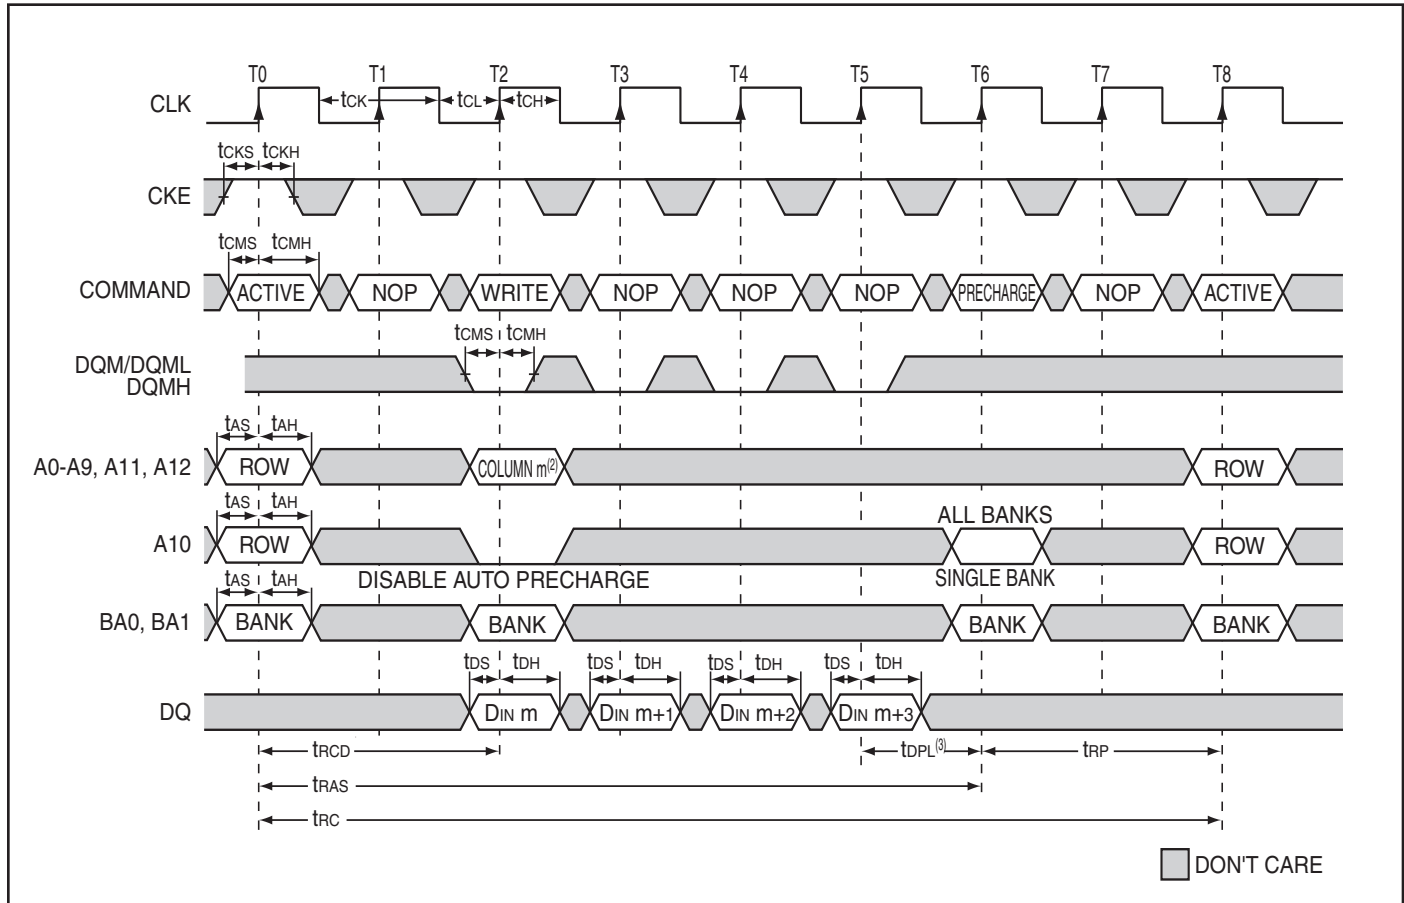 T0 T1 T2 T3 T4 T5 T6 T7 T8
CLK tCK tCL tCH
tCKS tCKH
CKE
tCMS tCMH
COMMAND ACTIVE NOP WRITE NOP NOP NOP PRECHARGE NOP ACTIVE
tCMS tCMH
DQM/DQML
DQMH
tAS tAH
A0-A9, A11, A12 ROW COLUMN m(2) ROW
tAS tAH ALL BANKS
A10 ROW ROW
DISABLE AUTO PRECHARGE SINGLE BANK
tAS tAH
BA0, BA1 BANK BANK BANK BANK
tDS tDH tDS tDH tDS tDH tDS tDH
DQ DIN m DIN m+1 DIN m+2 DIN m+3
tRCD tDPL(3) tRP
tRAS
tRC
DON'T CARE